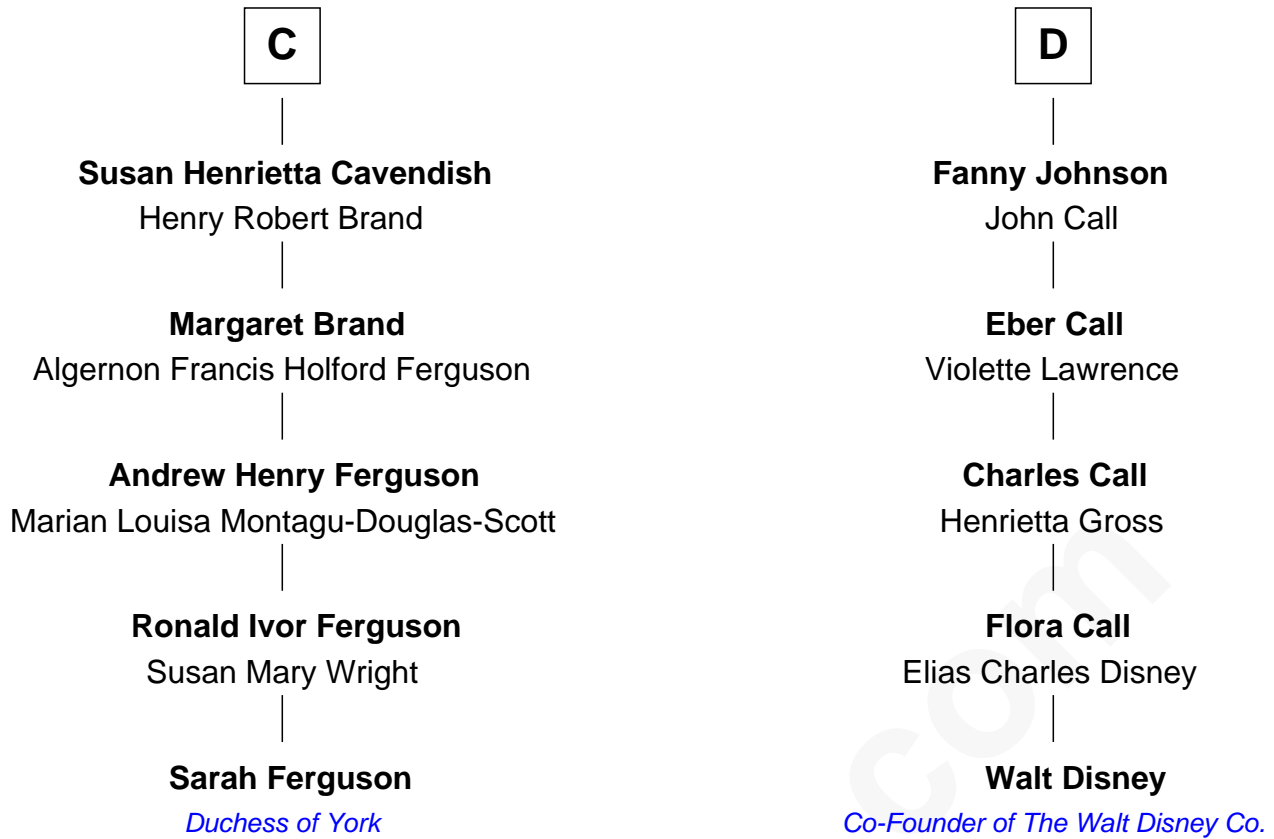 C
Susan Henrietta Cavendish
Henry Robert Brand
Margaret Brand
Algernon Francis Holford Ferguson
Andrew Henry Ferguson
Marian Louisa Montagu-Douglas-Scott
Ronald Ivor Ferguson
Susan Mary Wright
Sarah Ferguson
Duchess of York
D
Fanny Johnson
John Call
Eber Call
Violette Lawrence
Charles Call
Henrietta Gross
Flora Call
Elias Charles Disney
Walt Disney
Co-Founder of The Walt Disney Co.
com